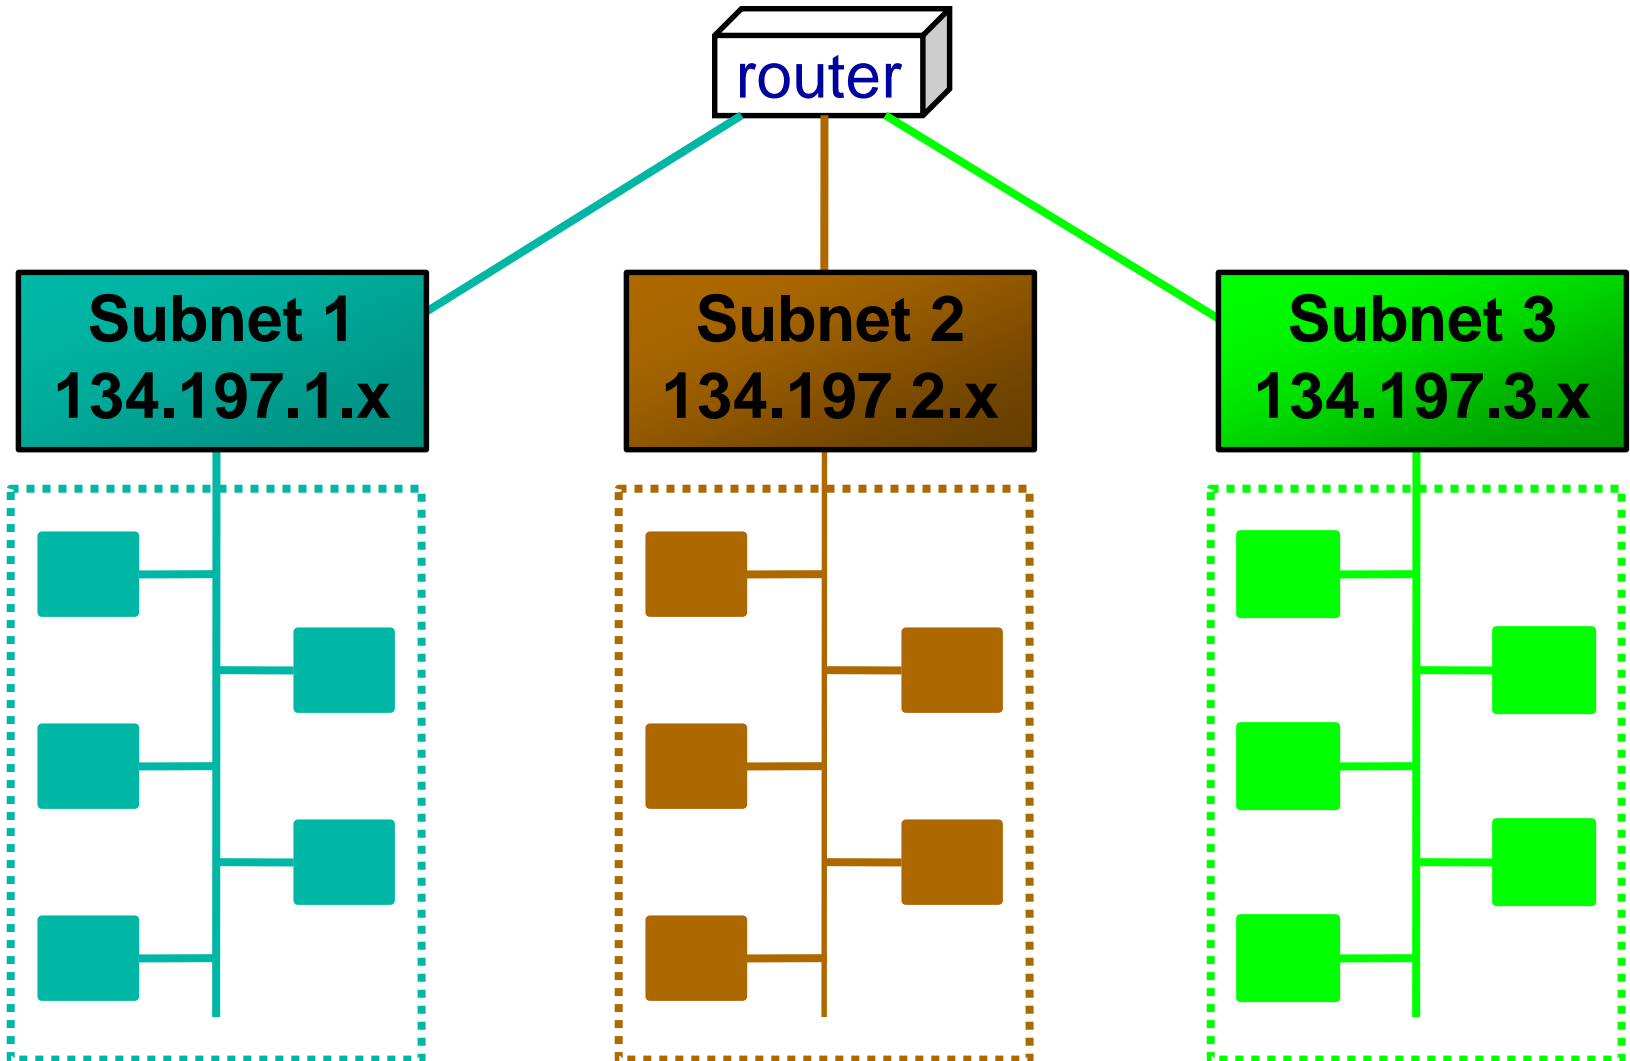 router
Subnet 1
134.197.1.x
Subnet 2
134.197.2.x
Subnet 3
134.197.3.x